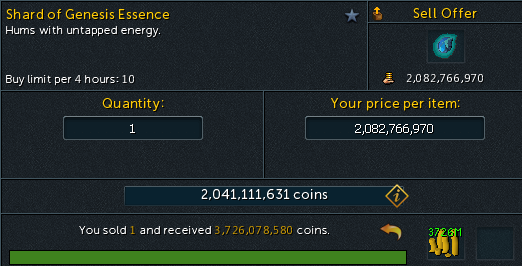 Shard of Genesis Essence
Hums with untapped energy.
Buy limit per 4 hours: 10
Sell Offer
2,082,766,970
Quantity:
1
Your price per item:
2,082,766,970
2,041,111,631 coins
You sold 1 and received 3,726,078,580 coins.
3726M